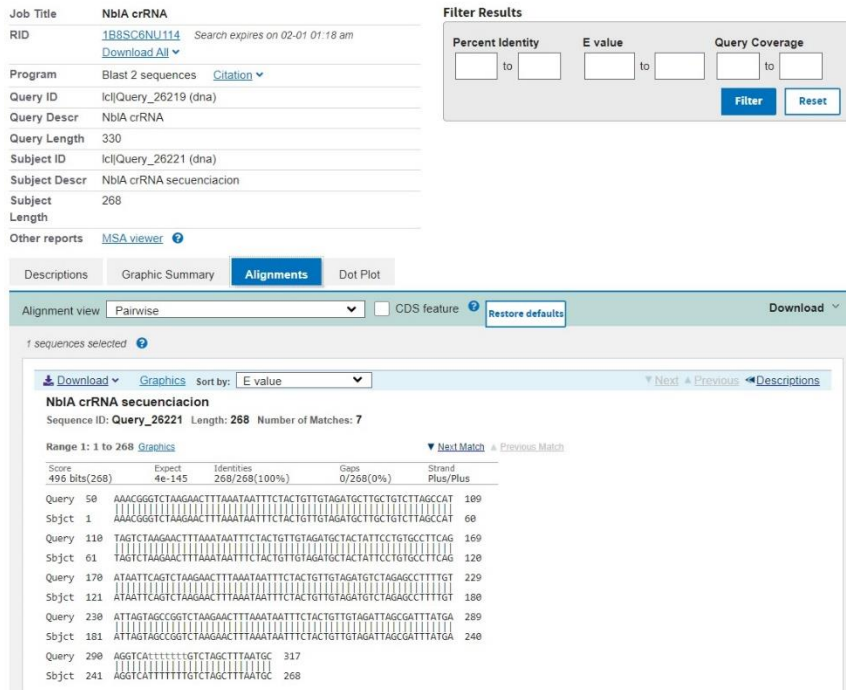 Job Title NblA crRNA
RID 1B8SC6NU114 Search expires on 02-01 01:18 am
Download All
Program Blast 2 sequences Citation
Query ID lcl|Query_26219 (dna)
Query Descr NblA crRNA
Query Length 330
Subject ID lcl|Query_26221 (dna)
Subject Descr NblA crRNA secuenciacion
Subject Length 268
Other reports MSA viewer ?
Filter Results
Percent Identity E value Query Coverage
to to to
Filter Reset
Descriptions Graphic Summary Alignments Dot Plot
Alignment view Pairwise CDS feature ? Restore defaults Download
1 sequences selected ?
Download Graphics Sort by: E value Next Previous Descriptions
NblA crRNA secuenciacion
Sequence ID: Query_26221 Length: 268 Number of Matches: 7
Range 1: 1 to 268 Graphics Next Match Previous Match
Score Expect Identities Gaps Strand
496 bits(268) 4e-145 268/268(100%) 0/268(0%) Plus/Plus
Query 50 AAACGGGTCTAAGAACTTTAAATAATTTCTACTGTTGTAGATGCTTGCTGTCTTAGCCAT 109
Sbjct 1 AAACGGGTCTAAGAACTTTAAATAATTTCTACTGTTGTAGATGCTTGCTGTCTTAGCCAT 60
Query 110 TAGTCTAAGAACTTTAAATAATTTCTACTGTTGTAGATGCTACTATTCCTGTGCCTTCAG 169
Sbjct 61 TAGTCTAAGAACTTTAAATAATTTCTACTGTTGTAGATGCTACTATTCCTGTGCCTTCAG 120
Query 170 ATAATTCAGTCTAAGAACTTTAAATAATTTCTACTGTTGTAGATGTCTAGAGCCTTTTGT 229
Sbjct 121 ATAATTCAGTCTAAGAACTTTAAATAATTTCTACTGTTGTAGATGTCTAGAGCCTTTTGT 180
Query 230 ATTAGTAGCCGGTCTAAGAACTTTAAATAATTTCTACTGTTGTAGATTAGCGATTTATGA 289
Sbjct 181 ATTAGTAGCCGGTCTAAGAACTTTAAATAATTTCTACTGTTGTAGATTAGCGATTTATGA 240
Query 290 AGGTCAtttttttGTCTAGCTTTAATGC 317
Sbjct 241 AGGTCATTTTTTTGTCTAGCTTTAATGC 268